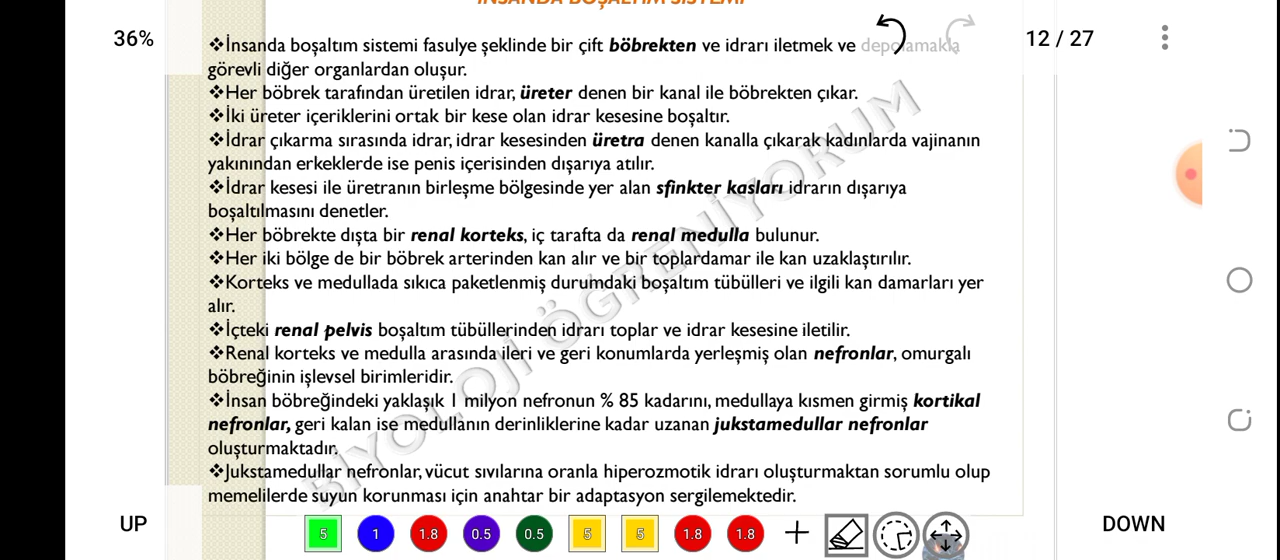 İNSANDA BOŞALTIM SİSTEMİ
36%
12 / 27
❖İnsanda boşaltım sistemi fasulye şeklinde bir çift böbrekten ve idrarı iletmek ve depolamakla
görevli diğer organlardan oluşur.
❖Her böbrek tarafından üretilen idrar, üreter denen bir kanal ile böbrekten çıkar.
❖İki üreter içeriklerini ortak bir kese olan idrar kesesine boşaltır.
❖İdrar çıkarma sırasında idrar, idrar kesesinden üretra denen kanalla çıkarak kadınlarda vajinanın
yakınından erkeklerde ise penis içerisinden dışarıya atılır.
❖İdrar kesesi ile üretranın birleşme bölgesinde yer alan sfinkter kasları idrarın dışarıya
boşaltılmasını denetler.
❖Her böbrekte dışta bir renal korteks, iç tarafta da renal medulla bulunur.
❖Her iki bölge de bir böbrek arterinden kan alır ve bir toplardamar ile kan uzaklaştırılır.
❖Korteks ve medullada sıkıca paketlenmiş durumdaki boşaltım tübülleri ve ilgili kan damarları yer
alır.
❖İçteki renal pelvis boşaltım tübüllerinden idrarı toplar ve idrar kesesine iletilir.
❖Renal korteks ve medulla arasında ileri ve geri konumlarda yerleşmiş olan nefronlar, omurgalı
böbreğinin işlevsel birimleridir.
❖İnsan böbreğindeki yaklaşık 1 milyon nefronun % 85 kadarını, medullaya kısmen girmiş kortikal
nefronlar, geri kalan ise medullanın derinliklerine kadar uzanan jukstamedullar nefronlar
oluşturmaktadır.
❖Jukstamedullar nefronlar, vücut sıvılarına oranla hiperozmotik idrarı oluşturmaktan sorumlu olup
memelilerde suyun korunması için anahtar bir adaptasyon sergilemektedir.
BİYOLOJİ ÖĞRENİYORUM
UP
5 1 1.8 0.5 0.5 5 5 1.8 1.8
DOWN